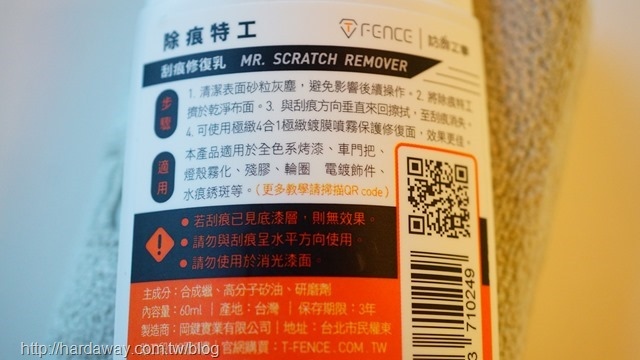 除痕特工
TFENCE
防鏽工事
刮痕修復乳 MR. SCRATCH REMOVER
步驟
1. 清潔表面砂粒灰塵，避免影響後續操作。2. 將除痕特工
擠於乾淨布面。3. 與刮痕方向垂直來回擦拭，至刮痕消失。
4. 可使用極緻4合1極緻鍍膜噴霧保護修復面，效果更佳。
適用
本產品適用於全色系烤漆、車門把、
燈殼霧化、殘膠、輪圈 電鍍飾件、
水痕銹斑等。(更多教學請掃描QR code)
● 若刮痕已見底漆層，則無效果。
● 請勿與刮痕呈水平方向使用。
● 請勿使用於消光漆面。
主成分：合成蠟、高分子矽油、研磨劑
內容量：60ml | 產地：台灣 | 保存期限：3年
製造商：岡鍵實業有限公司 | 地址：台北市民權東
官網購買：T-FENCE.COM.TW
3 710249
http://hardaway.com.tw/blog